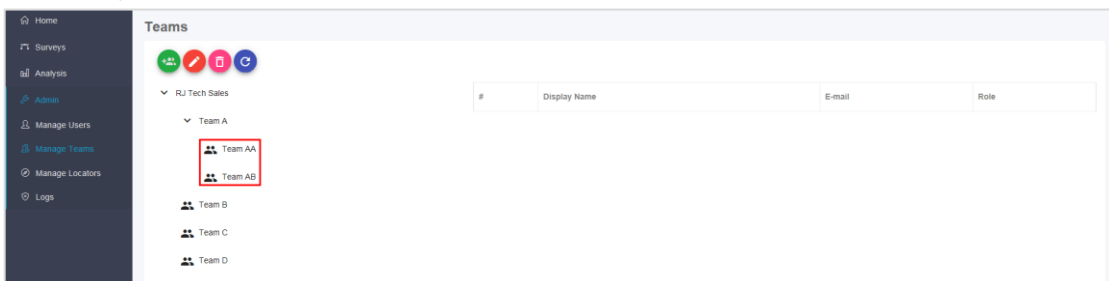 Home
Surveys
Analysis
Admin
Manage Users
Manage Teams
Manage Locators
Logs
Teams
RJ Tech Sales
Team A
Team AA
Team AB
Team B
Team C
Team D
# Display Name E-mail Role